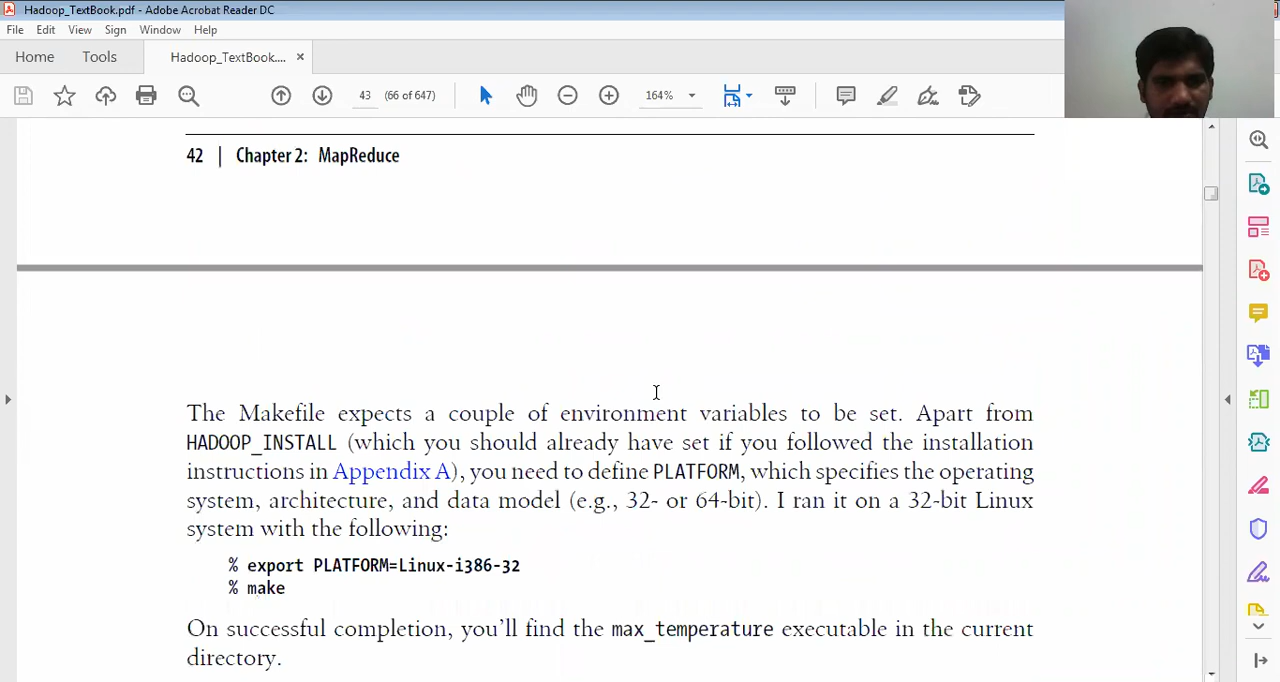 Hadoop_TextBook.pdf - Adobe Acrobat Reader DC
File Edit View Sign Window Help
Home Tools Hadoop_TextBook.... ×
43 (66 of 647) 164%
42 | Chapter 2: MapReduce
The Makefile expects a couple of environment variables to be set. Apart from
HADOOP_INSTALL (which you should already have set if you followed the installation
instructions in Appendix A), you need to define PLATFORM, which specifies the operating
system, architecture, and data model (e.g., 32- or 64-bit). I ran it on a 32-bit Linux
system with the following:
% export PLATFORM=Linux-i386-32
% make
On successful completion, you'll find the max_temperature executable in the current
directory.